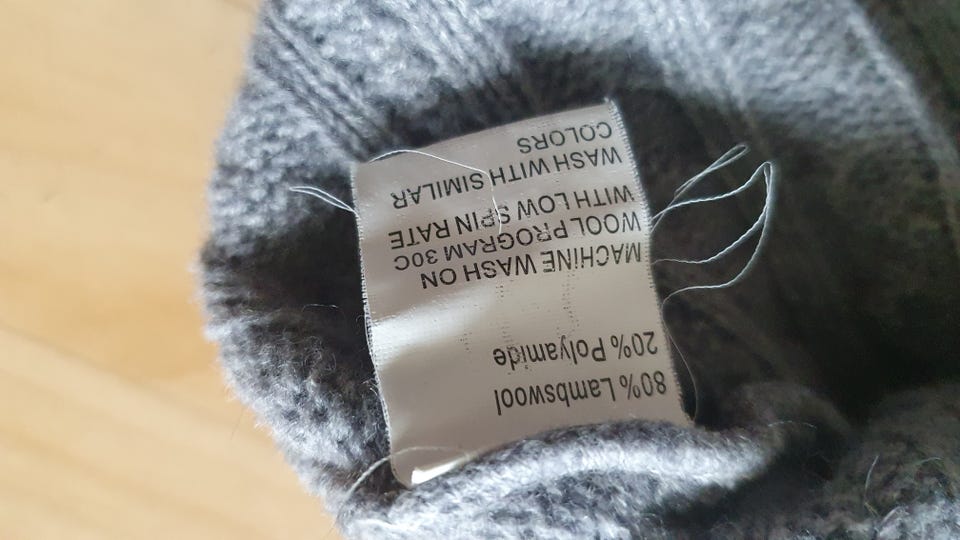 80% Lambswool
20% Polyamide
MACHINE WASH ON
WOOL PROGRAM 30C
WITH LOW SPIN RATE
WASH WITH SIMILAR
COLORS